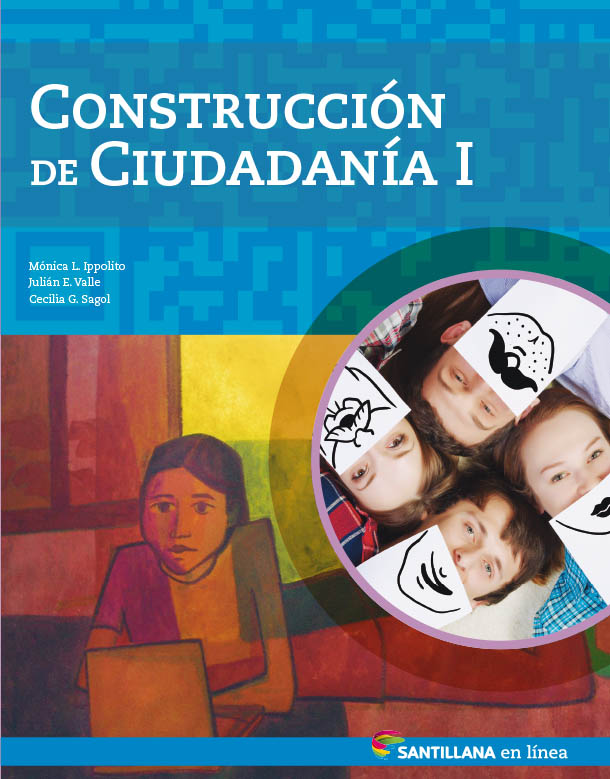 CONSTRUCCIÓN
DE CIUDADANÍA I
Mónica L. Ippolito
Julián E. Valle
Cecilia G. Sagol
SANTILLANA en línea